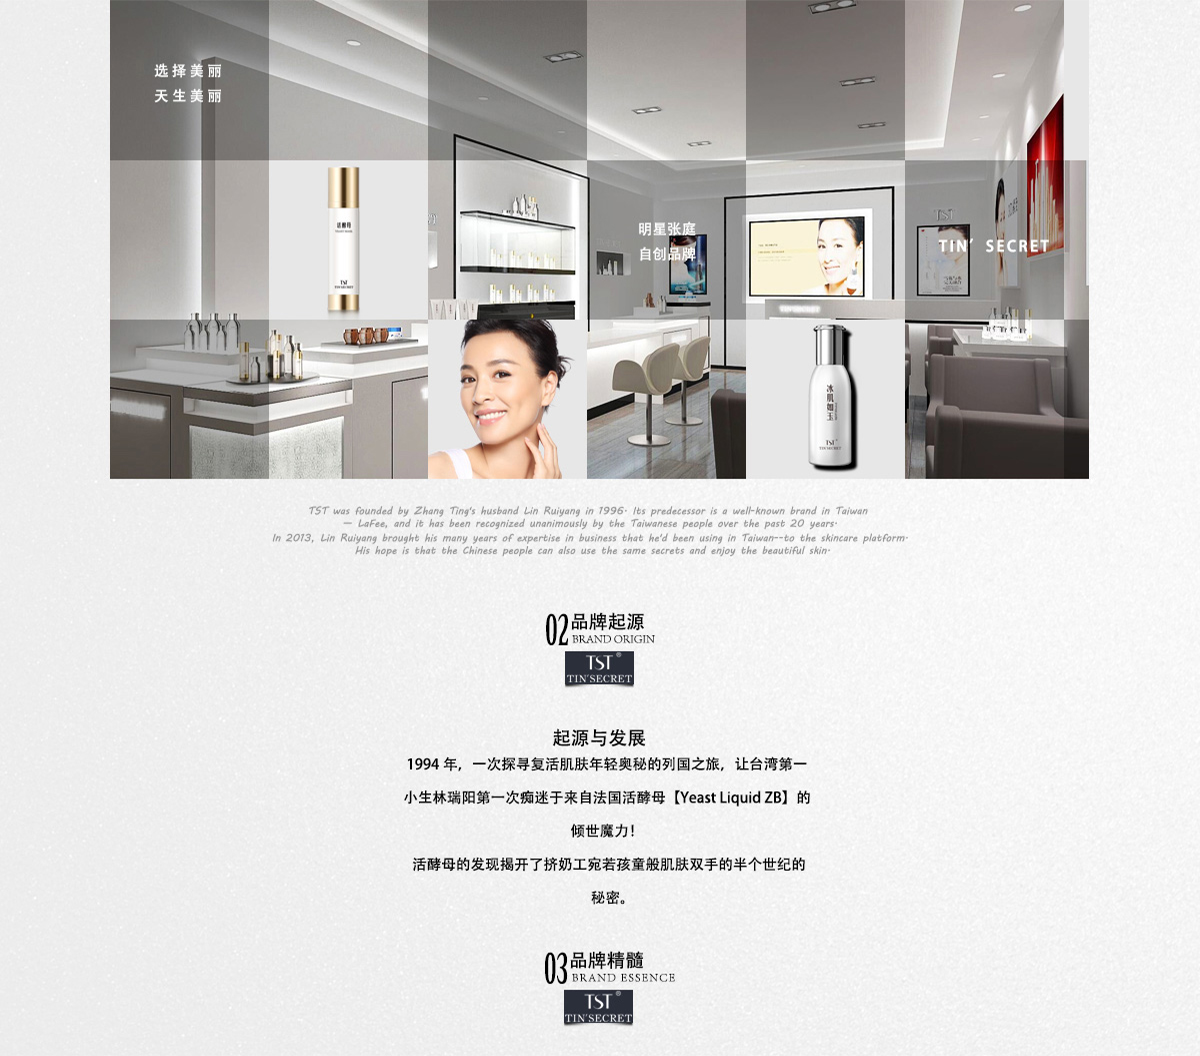 选择美丽
天生美丽
活酵母
TST
TIN'SECRET
明星张庭
自创品牌
TST
TIN' SECRET
冰肌如玉
TST
TIN'SECRET
TST was founded by Zhang Ting's husband Lin Ruiyang in 1996. Its predecessor is a well-known brand in Taiwan
— LaFee, and it has been recognized unanimously by the Taiwanese people over the past 20 years.
In 2013, Lin Ruiyang brought his many years of expertise in business that he'd been using in Taiwan--to the skincare platform.
His hope is that the Chinese people can also use the same secrets and enjoy the beautiful skin.
02品牌起源
BRAND ORIGIN
TST®
TIN'SECRET
起源与发展
1994 年，一次探寻复活肌肤年轻奥秘的列国之旅，让台湾第一
小生林瑞阳第一次痴迷于来自法国活酵母【Yeast Liquid ZB】的
倾世魔力！
活酵母的发现揭开了挤奶工宛若孩童般肌肤双手的半个世纪的
秘密。
03品牌精髓
BRAND ESSENCE
TST®
TIN'SECRET